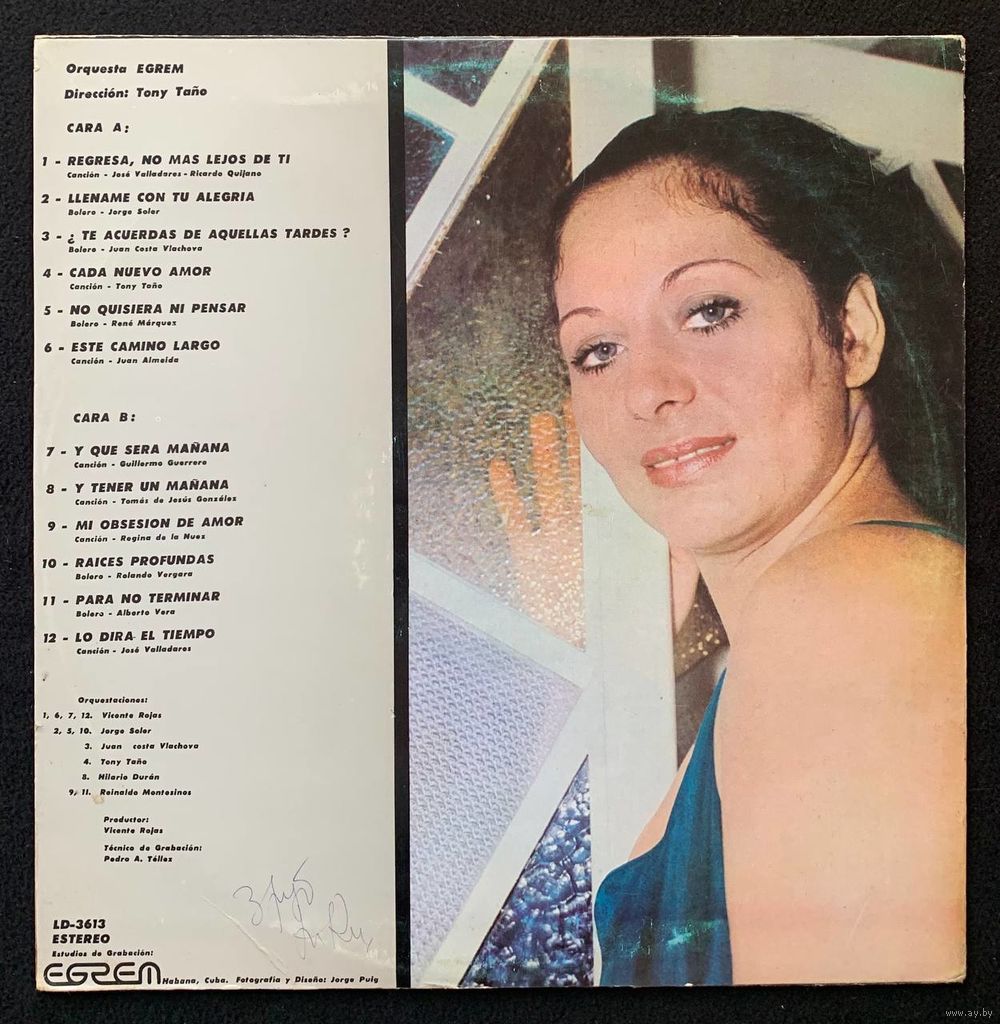 Orquesta EGREM
Dirección: Tony Taño
CARA A:
1 - REGRESA, NO MAS LEJOS DE TI
Canción - José Valladares - Ricardo Quijano
2 - LLENAME CON TU ALEGRIA
Bolero - Jorge Soler
3 - ¿ TE ACUERDAS DE AQUELLAS TARDES ?
Bolero - Juan Costa Vlachova
4 - CADA NUEVO AMOR
Canción - Tony Taño
5 - NO QUISIERA NI PENSAR
Bolero - René Márquez
6 - ESTE CAMINO LARGO
Canción - Juan Almeida
CARA B:
7 - Y QUE SERA MAÑANA
Canción - Guillermo Guerrero
8 - Y TENER UN MAÑANA
Canción - Tomás de Jesús González
9 - MI OBSESION DE AMOR
Canción - Regina de la Nuez
10 - RAICES PROFUNDAS
Bolero - Rolando Vergara
11 - PARA NO TERMINAR
Bolero - Alberto Vera
12 - LO DIRA EL TIEMPO
Canción - José Valladares
Orquestaciones:
1, 6, 7, 12. Vicente Rojas
2, 5, 10. Jorge Soler
3. Juan costa Vlachova
4. Tony Taño
8. Hilario Durán
9, 11. Reinaldo Montesinos
Productor:
Vicente Rojas
Técnico de Grabación:
Pedro A. Téllez
LD-3613
ESTEREO
Estudios de Grabación:
EGREM Habana, Cuba. Fotografía y Diseño: Jorge Puig
www.ay.by